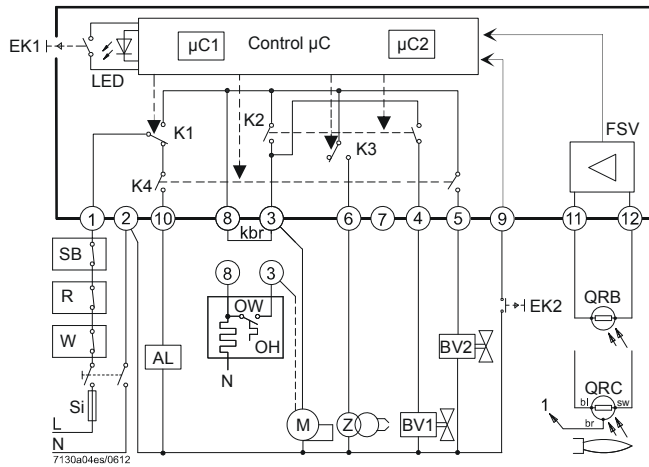 EK1
LED
µC1
Control µC
µC2
FSV
K1
K2
K3
K4
1
2
10
8
3
6
7
4
5
9
11
12
kbr
SB
R
W
Si
L
N
7130a04es/0612
AL
8
3
OW
OH
N
M
Z
BV1
BV2
EK2
QRB
QRC
bl
sw
br
1